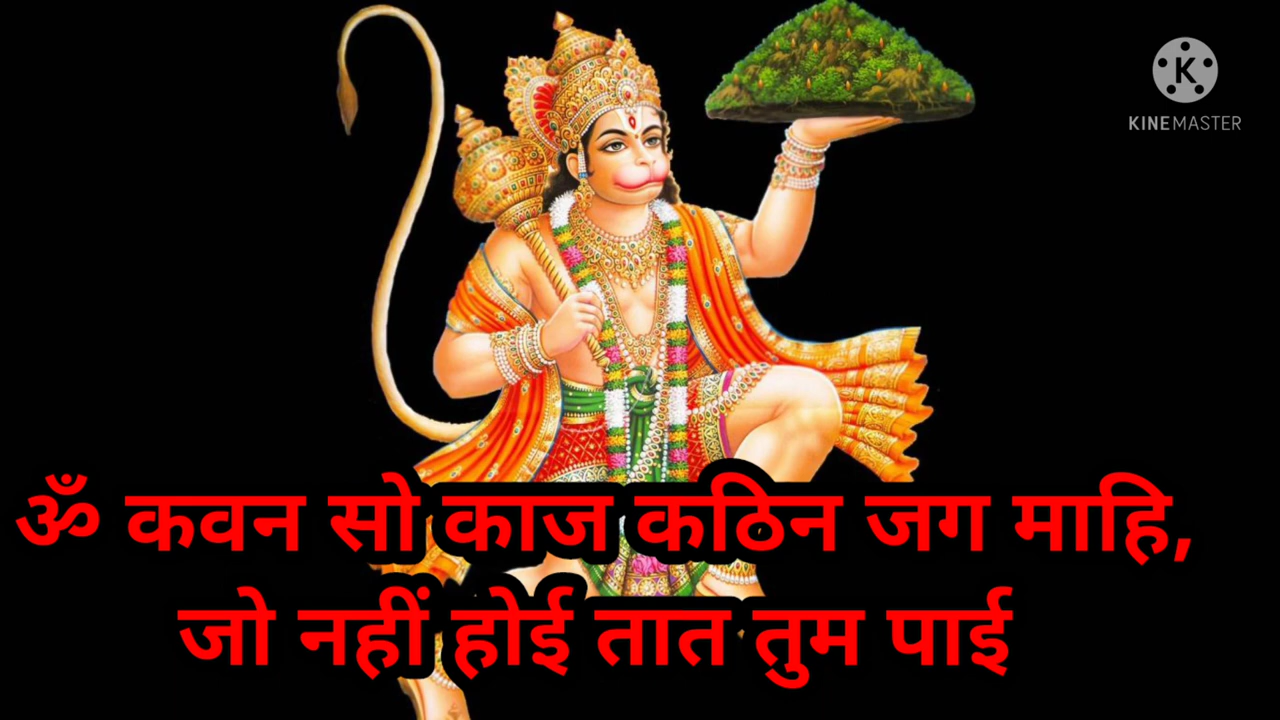 K
KINEMASTER
ॐ कवन सो काज कठिन जग माहि,
जो नहीं होई तात तुम पाई